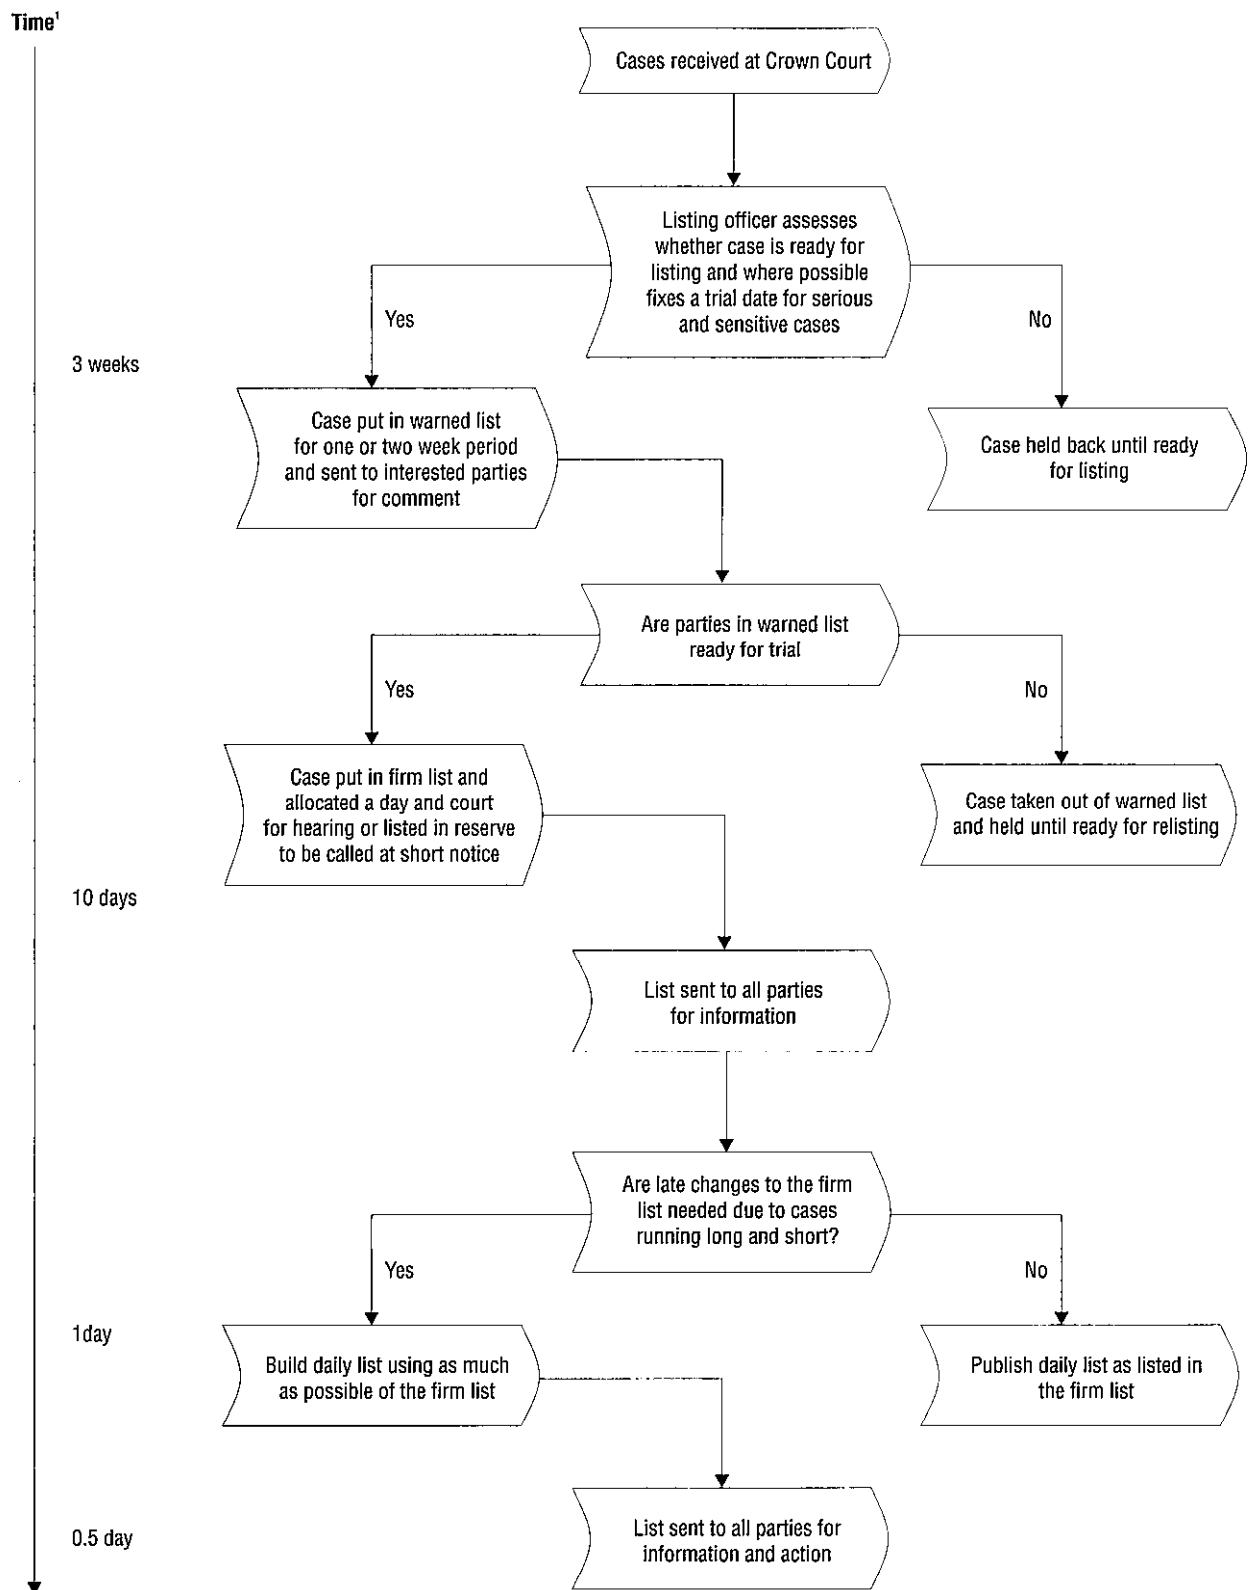 Time¹
Cases received at Crown Court
Listing officer assesses
whether case is ready for
listing and where possible
fixes a trial date for serious
and sensitive cases
Yes
No
3 weeks
Case put in warned list
for one or two week period
and sent to interested parties
for comment
Case held back until ready
for listing
Are parties in warned list
ready for trial
Yes
No
Case put in firm list and
allocated a day and court
for hearing or listed in reserve
to be called at short notice
Case taken out of warned list
and held until ready for relisting
10 days
List sent to all parties
for information
Are late changes to the firm
list needed due to cases
running long and short?
Yes
No
1day
Build daily list using as much
as possible of the firm list
Publish daily list as listed in
the firm list
0.5 day
List sent to all parties for
information and action